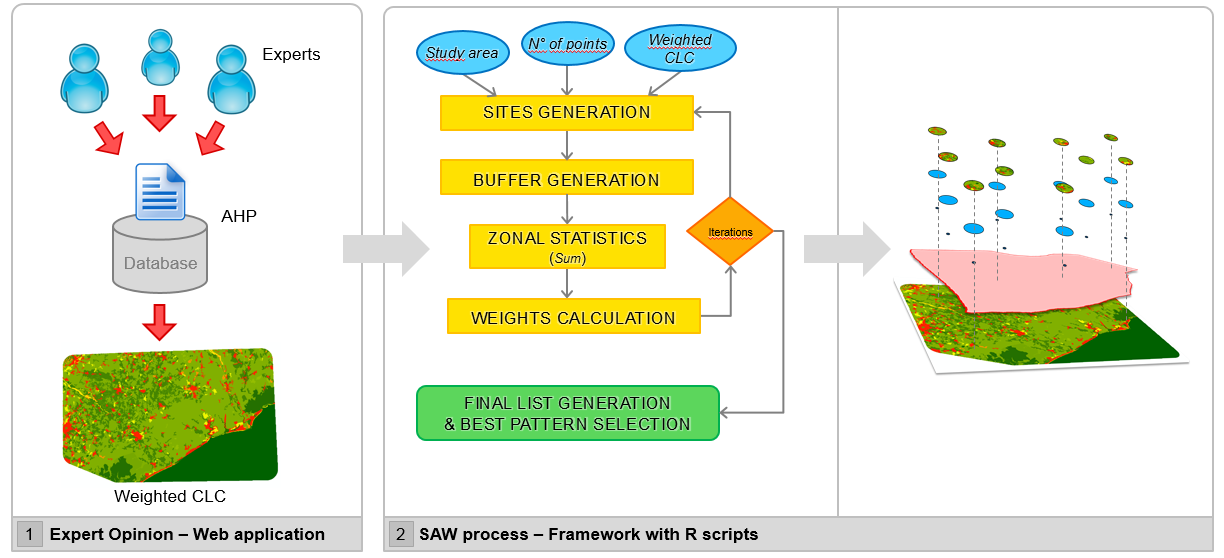 Experts
AHP
Database
Weighted CLC
1 Expert Opinion – Web application
Study area
N° of points
Weighted
CLC
SITES GENERATION
BUFFER GENERATION
ZONAL STATISTICS
(Sum)
WEIGHTS CALCULATION
Iterations
FINAL LIST GENERATION
& BEST PATTERN SELECTION
2 SAW process – Framework with R scripts